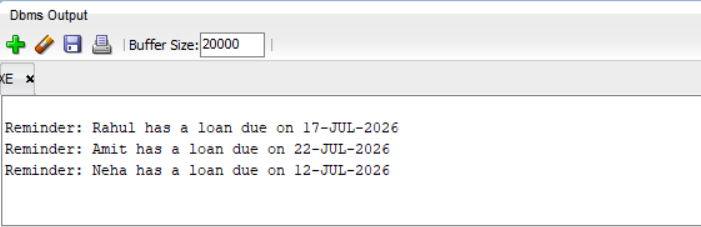 Dbms Output
Buffer Size: 20000
XE
Reminder: Rahul has a loan due on 17-JUL-2026
Reminder: Amit has a loan due on 22-JUL-2026
Reminder: Neha has a loan due on 12-JUL-2026